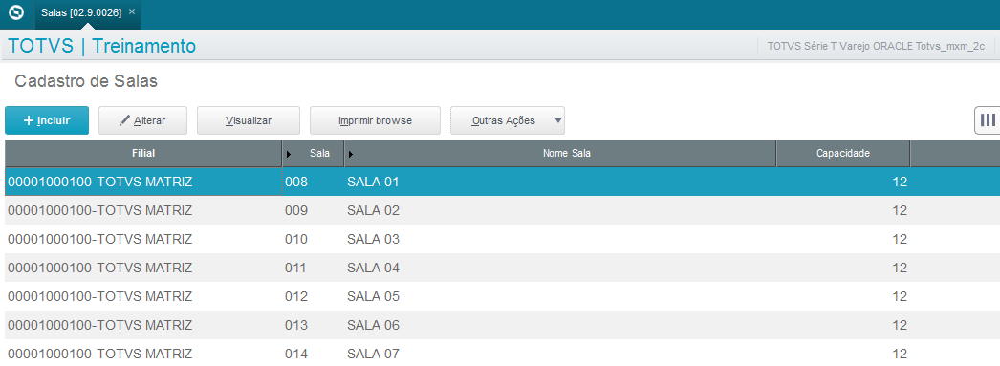 Salas [02.9.0026] ×
TOTVS | Treinamento TOTVS Série T Varejo ORACLE Totvs_mxm_2c
Cadastro de Salas
+ Incluir Alterar Visualizar Imprimir browse Outras Ações
Filial Sala Nome Sala Capacidade
00001000100-TOTVS MATRIZ 008 SALA 01 12
00001000100-TOTVS MATRIZ 009 SALA 02 12
00001000100-TOTVS MATRIZ 010 SALA 03 12
00001000100-TOTVS MATRIZ 011 SALA 04 12
00001000100-TOTVS MATRIZ 012 SALA 05 12
00001000100-TOTVS MATRIZ 013 SALA 06 12
00001000100-TOTVS MATRIZ 014 SALA 07 12